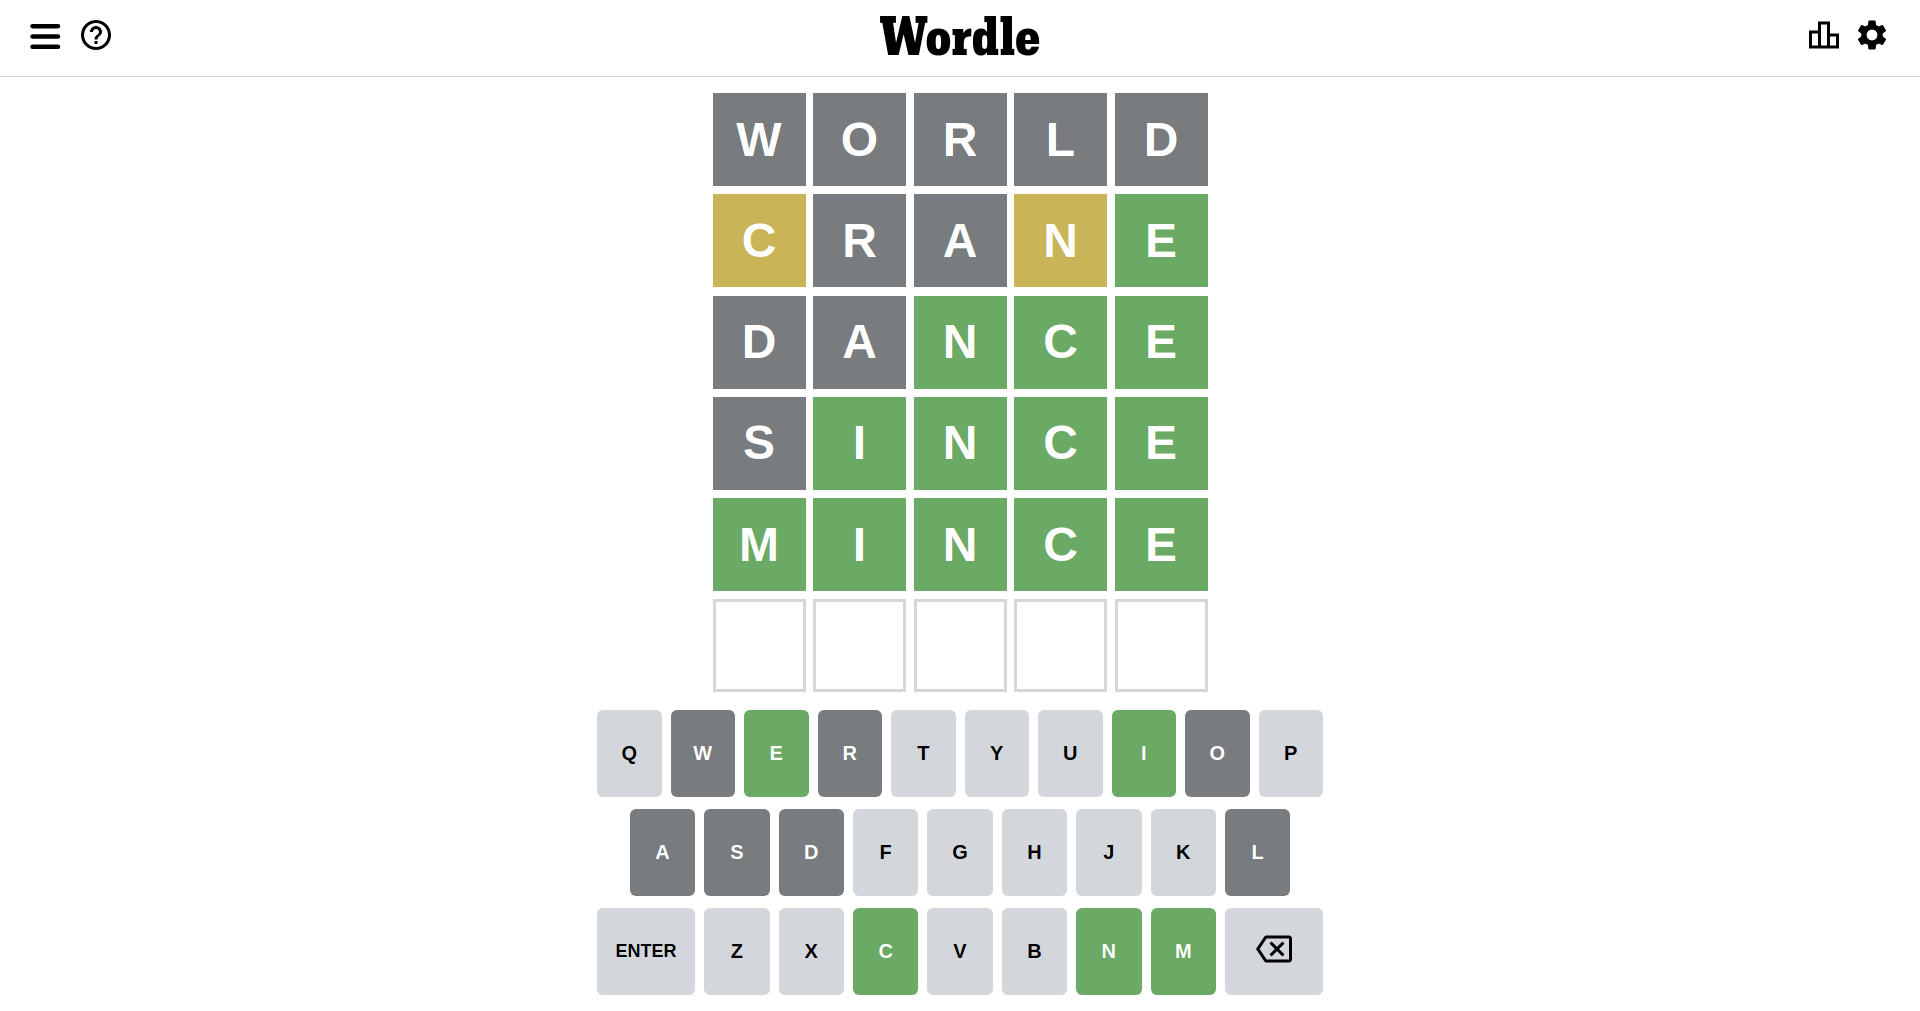 Wordle
W O R L D
C R A N E
D A N C E
S I N C E
M I N C E
Q W E R T Y U I O P
A S D F G H J K L
ENTER Z X C V B N M